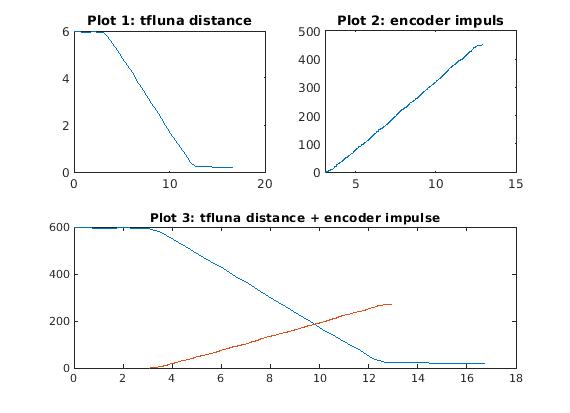 Plot 1: tfluna distance
Plot 2: encoder impuls
6
4
2
0
0 10 20
500
400
300
200
100
0
5 10 15
Plot 3: tfluna distance + encoder impulse
600
400
200
0
0 2 4 6 8 10 12 14 16 18